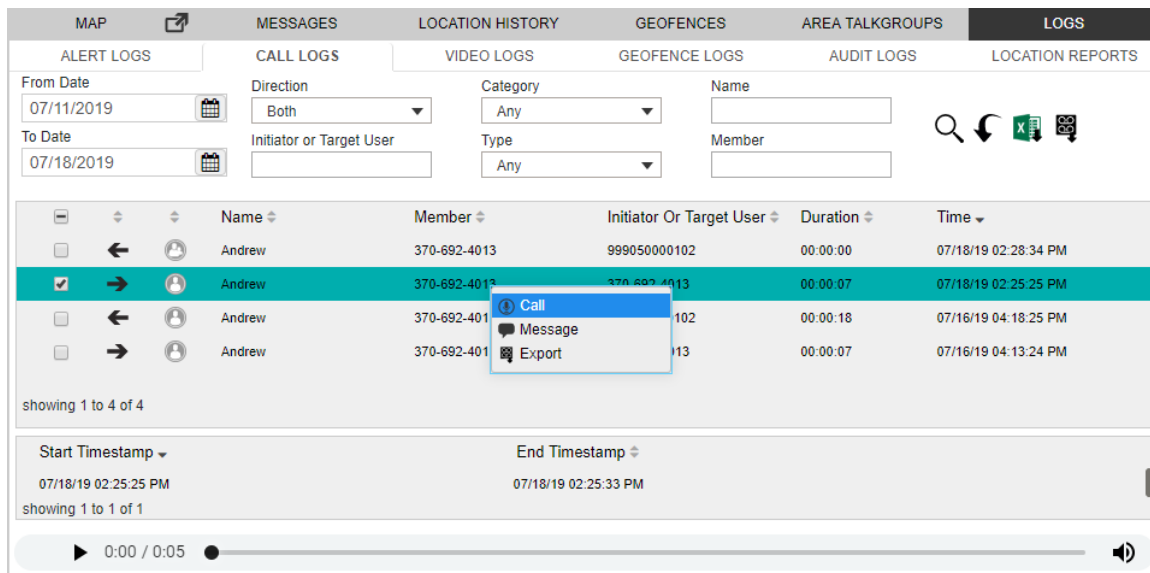 MAP MESSAGES LOCATION HISTORY GEOFENCES AREA TALKGROUPS LOGS
ALERT LOGS CALL LOGS VIDEO LOGS GEOFENCE LOGS AUDIT LOGS LOCATION REPORTS
From Date Direction Category Name
07/11/2019 Both Any
To Date Initiator or Target User Type Member
07/18/2019 Any
Name Member Initiator Or Target User Duration Time
Andrew 370-692-4013 999050000102 00:00:00 07/18/19 02:28:34 PM
Andrew 370-692-4013 370-692-4013 00:00:07 07/18/19 02:25:25 PM
Call
Andrew 370-692-401 102 00:00:18 07/16/19 04:18:25 PM
Message
Andrew 370-692-401 Export 013 00:00:07 07/16/19 04:13:24 PM
showing 1 to 4 of 4
Start Timestamp End Timestamp
07/18/19 02:25:25 PM 07/18/19 02:25:33 PM
showing 1 to 1 of 1
0:00 / 0:05